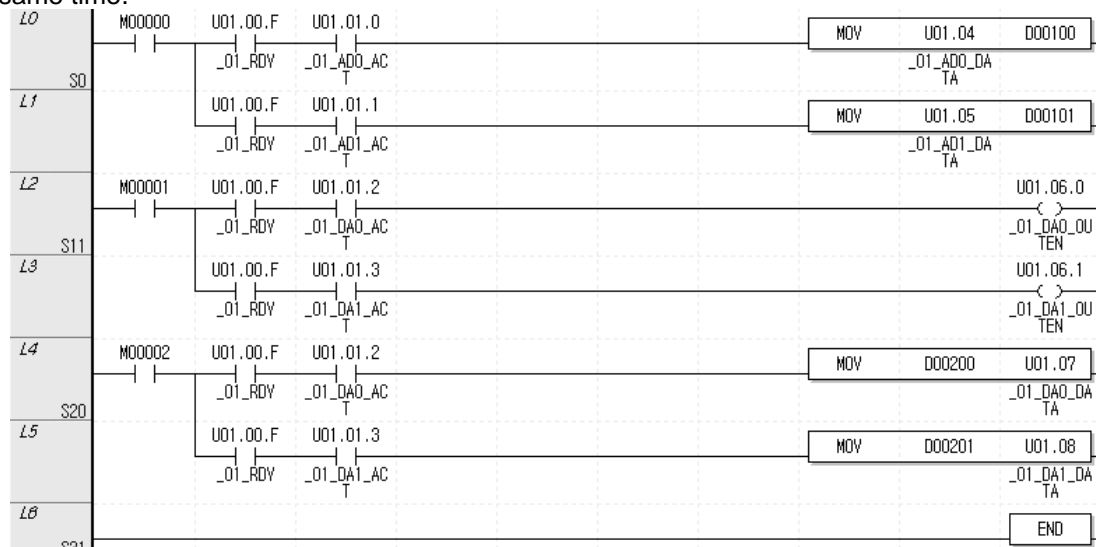 same time.
L0 M00000 U01.00.F U01.01.0 MOV U01.04 D00100
_01_RDY _01_AD0_AC _01_AD0_DA
S0 T TA
L1 U01.00.F U01.01.1 MOV U01.05 D00101
_01_RDY _01_AD1_AC _01_AD1_DA
T TA
L2 M00001 U01.00.F U01.01.2 U01.06.0
_01_RDY _01_DA0_AC _01_DA0_OU
S11 T TEN
L3 U01.00.F U01.01.3 U01.06.1
_01_RDY _01_DA1_AC _01_DA1_OU
T TEN
L4 M00002 U01.00.F U01.01.2 MOV D00200 U01.07
_01_RDY _01_DA0_AC _01_DA0_DA
S20 T TA
L5 U01.00.F U01.01.3 MOV D00201 U01.08
_01_RDY _01_DA1_AC _01_DA1_DA
T TA
L6 END